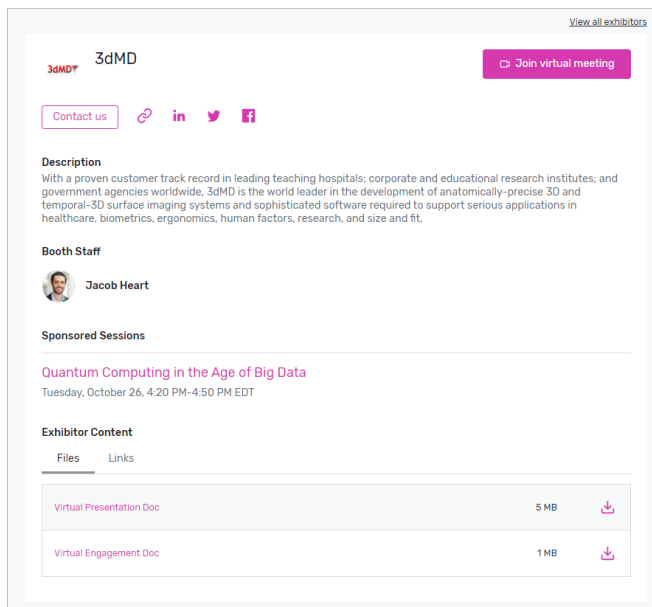 View all exhibitors
3dMD
3dMD
Join virtual meeting
Contact us
in
Description
With a proven customer track record in leading teaching hospitals; corporate and educational research institutes; and
government agencies worldwide, 3dMD is the world leader in the development of anatomically-precise 3D and
temporal-3D surface imaging systems and sophisticated software required to support serious applications in
healthcare, biometrics, ergonomics, human factors, research, and size and fit.
Booth Staff
Jacob Heart
Sponsored Sessions
Quantum Computing in the Age of Big Data
Tuesday, October 26, 4:20 PM-4:50 PM EDT
Exhibitor Content
Files Links
Virtual Presentation Doc 5 MB
Virtual Engagement Doc 1 MB